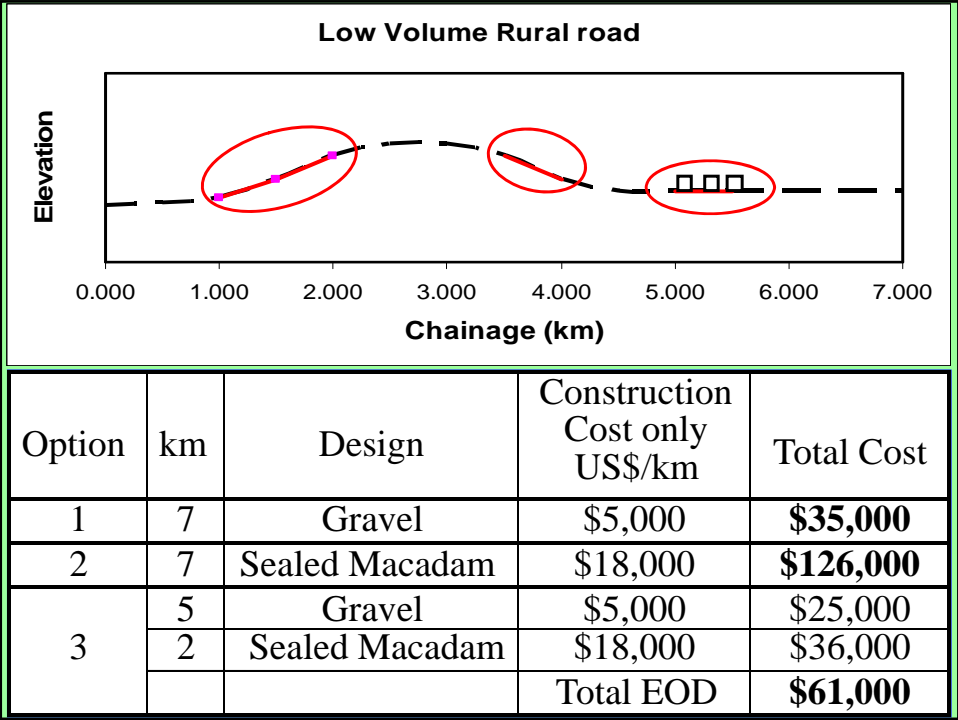 Low Volume Rural road
Elevation
0.000 1.000 2.000 3.000 4.000 5.000 6.000 7.000
Chainage (km)
Option km Design Construction Cost only US$/km Total Cost
1 7 Gravel $5,000 $35,000
2 7 Sealed Macadam $18,000 $126,000
3 5 Gravel $5,000 $25,000
2 Sealed Macadam $18,000 $36,000
Total EOD $61,000